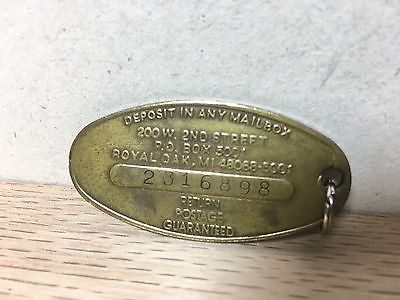 DEPOSIT IN ANY MAILBOX
200 W. 2ND STREET
P.O. BOX 5001
ROYAL OAK, MI 48068-5001
2316898
RETURN
POSTAGE
GUARANTEED